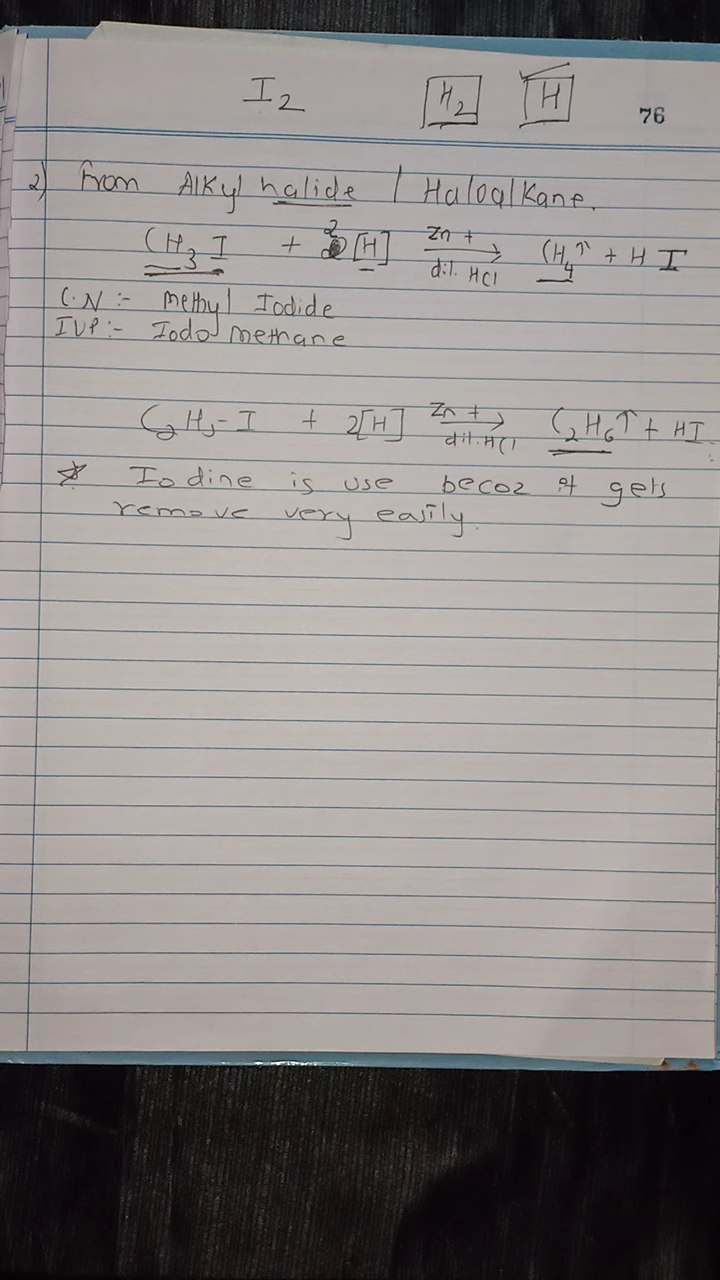 I2 H2 H 76
2) From Alkyl halide / Haloalkane.
CH3I + 2[H] Zn + dil. HCl → CH4↑ + HI
C.N :- Methyl Iodide
IUP :- Iodo methane
C2H5-I + 2[H] Zn + dil. HCl → C2H6↑ + HI
* Iodine is use becoz it gets
remove very easily.